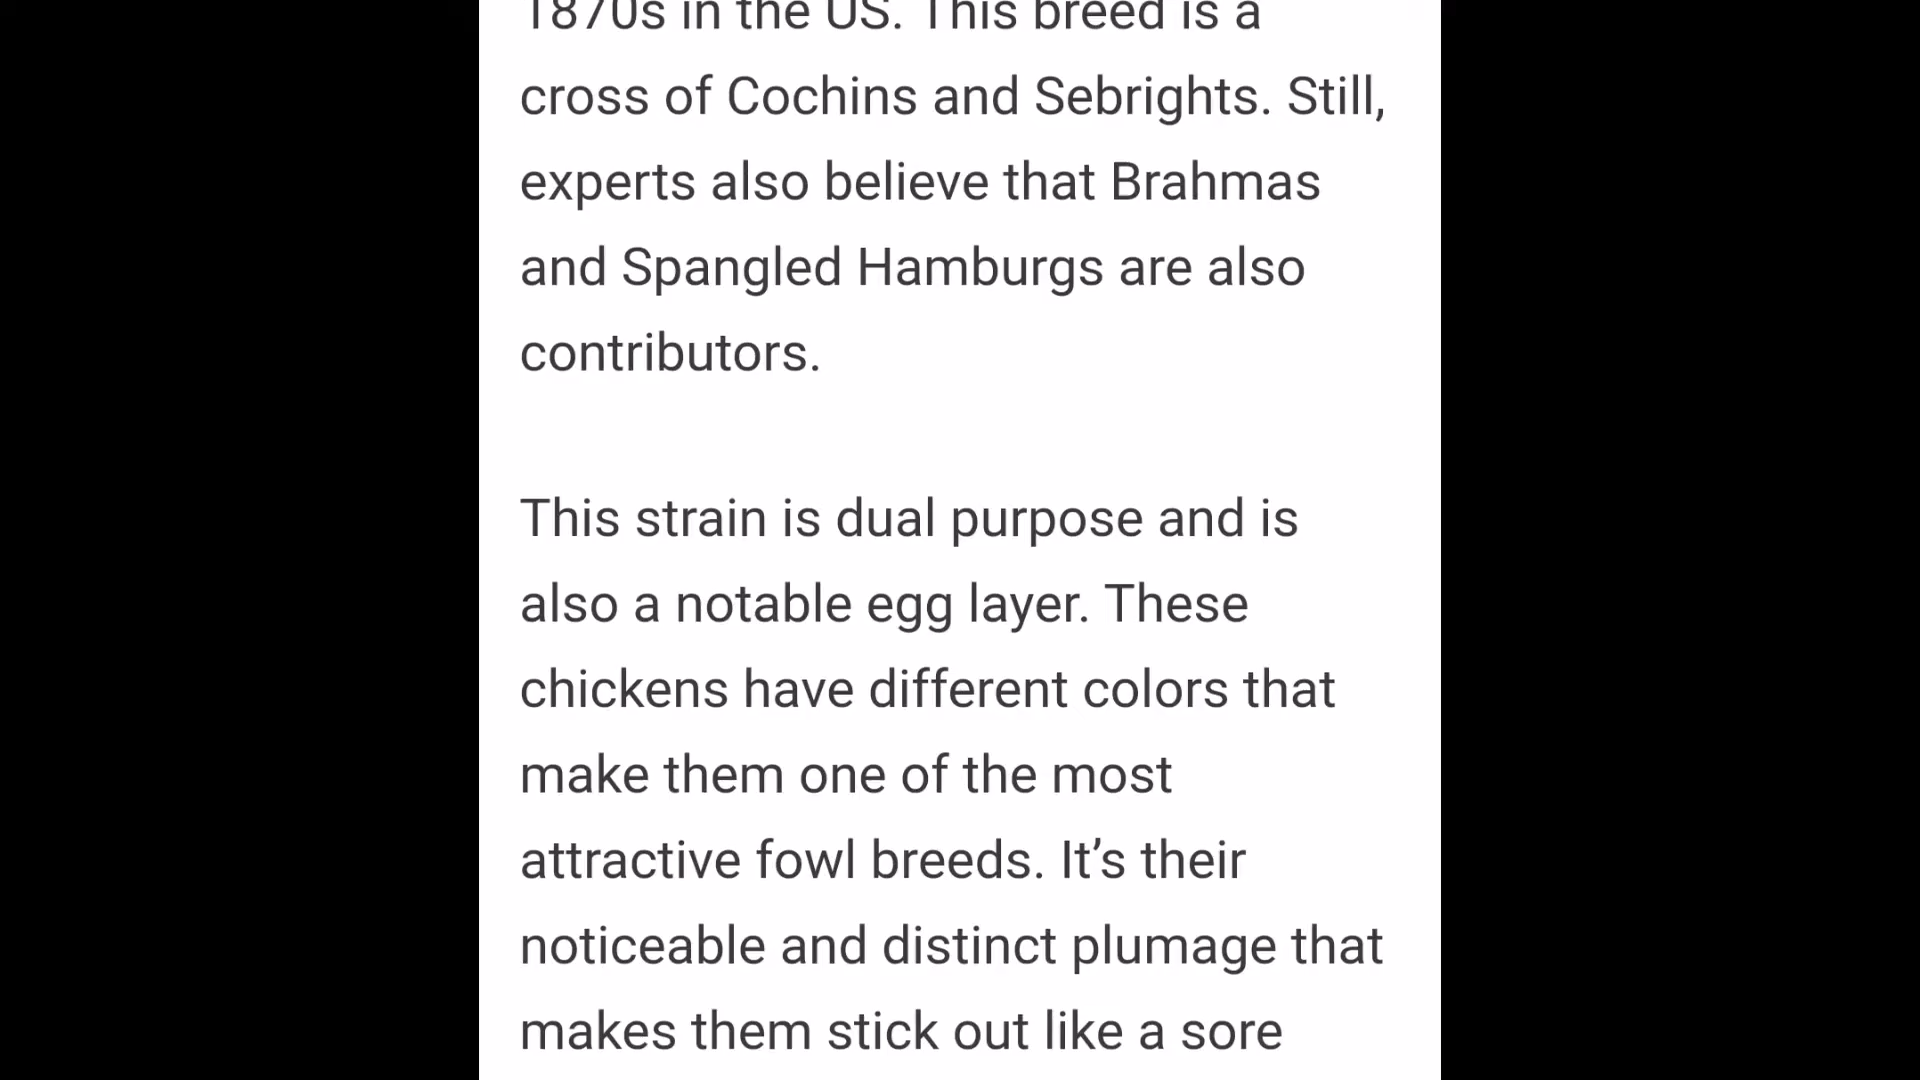 1870s in the US. This breed is a
cross of Cochins and Sebrights. Still,
experts also believe that Brahmas
and Spangled Hamburgs are also
contributors.
This strain is dual purpose and is
also a notable egg layer. These
chickens have different colors that
make them one of the most
attractive fowl breeds. It’s their
noticeable and distinct plumage that
makes them stick out like a sore